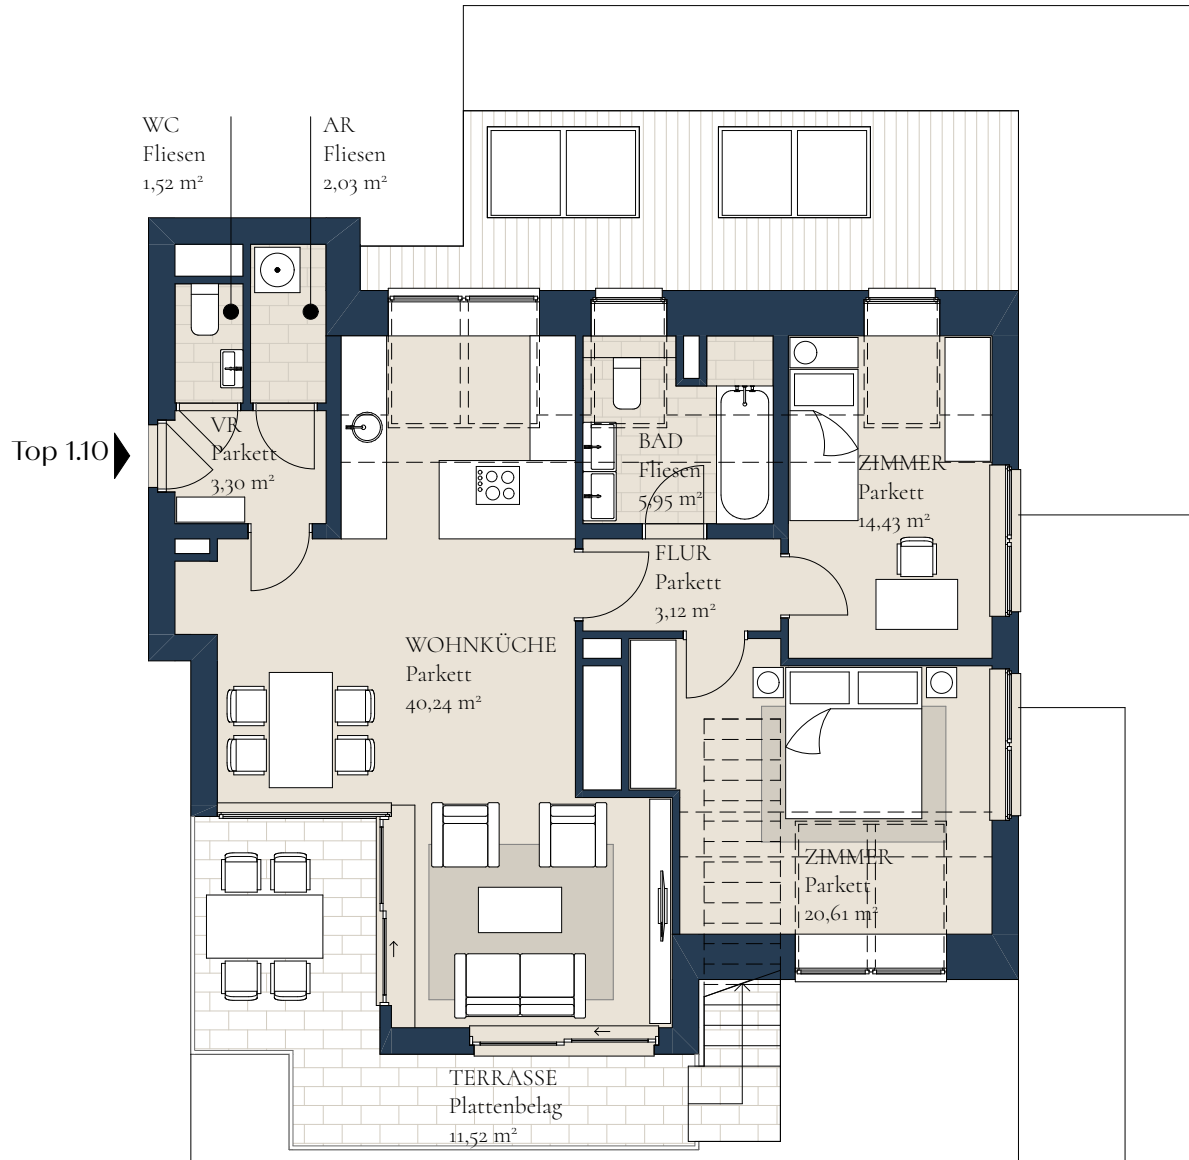 WC
Fliesen
1,52 m²
AR
Fliesen
2,03 m²
Top 1.10
VR
Parkett
3,30 m²
BAD
Fliesen
5,95 m²
ZIMMER
Parkett
14,43 m²
FLUR
Parkett
3,12 m²
WOHNKÜCHE
Parkett
40,24 m²
ZIMMER
Parkett
20,61 m²
TERRASSE
Plattenbelag
11,52 m²